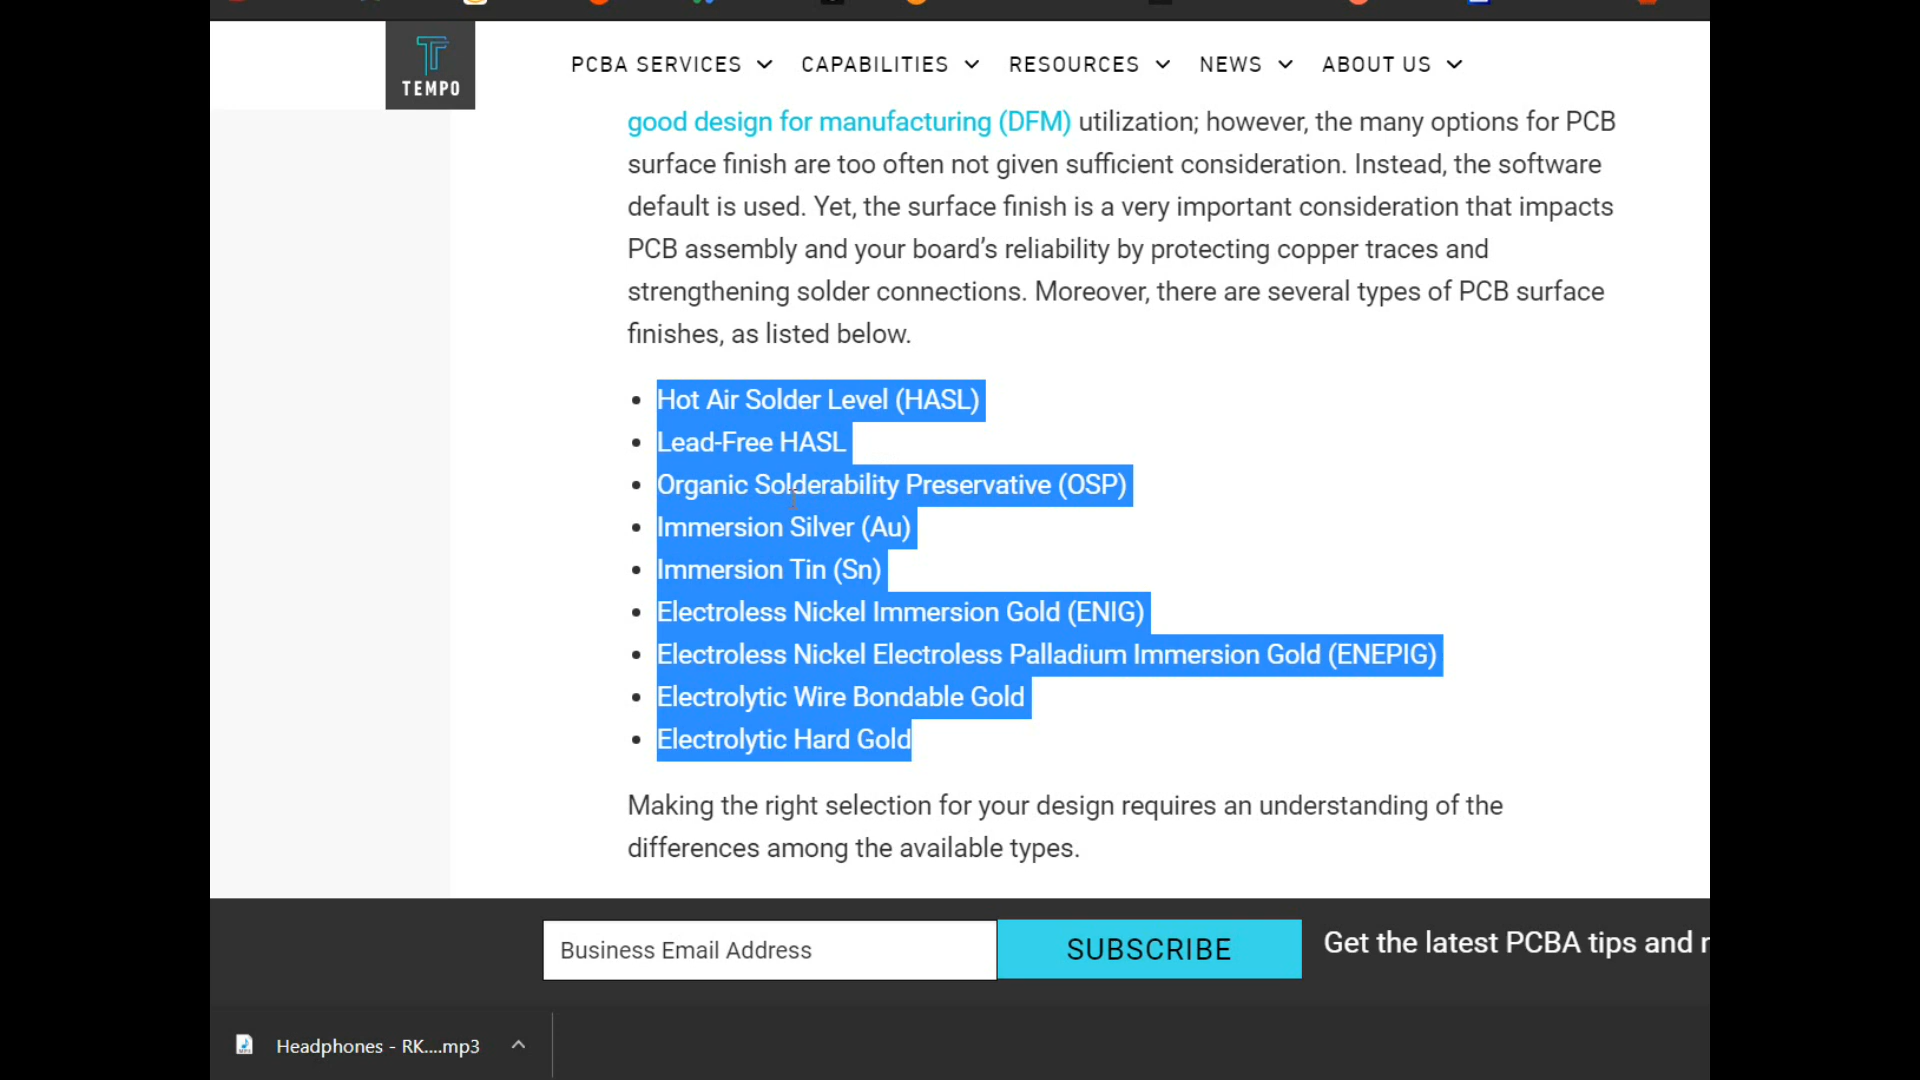 TEMPO
PCBA SERVICES CAPABILITIES RESOURCES NEWS ABOUT US
good design for manufacturing (DFM) utilization; however, the many options for PCB
surface finish are too often not given sufficient consideration. Instead, the software
default is used. Yet, the surface finish is a very important consideration that impacts
PCB assembly and your board’s reliability by protecting copper traces and
strengthening solder connections. Moreover, there are several types of PCB surface
finishes, as listed below.
• Hot Air Solder Level (HASL)
• Lead-Free HASL
• Organic Solderability Preservative (OSP)
• Immersion Silver (Au)
• Immersion Tin (Sn)
• Electroless Nickel Immersion Gold (ENIG)
• Electroless Nickel Electroless Palladium Immersion Gold (ENEPIG)
• Electrolytic Wire Bondable Gold
• Electrolytic Hard Gold
Making the right selection for your design requires an understanding of the
differences among the available types.
Business Email Address SUBSCRIBE Get the latest PCBA tips and
Headphones - RK....mp3